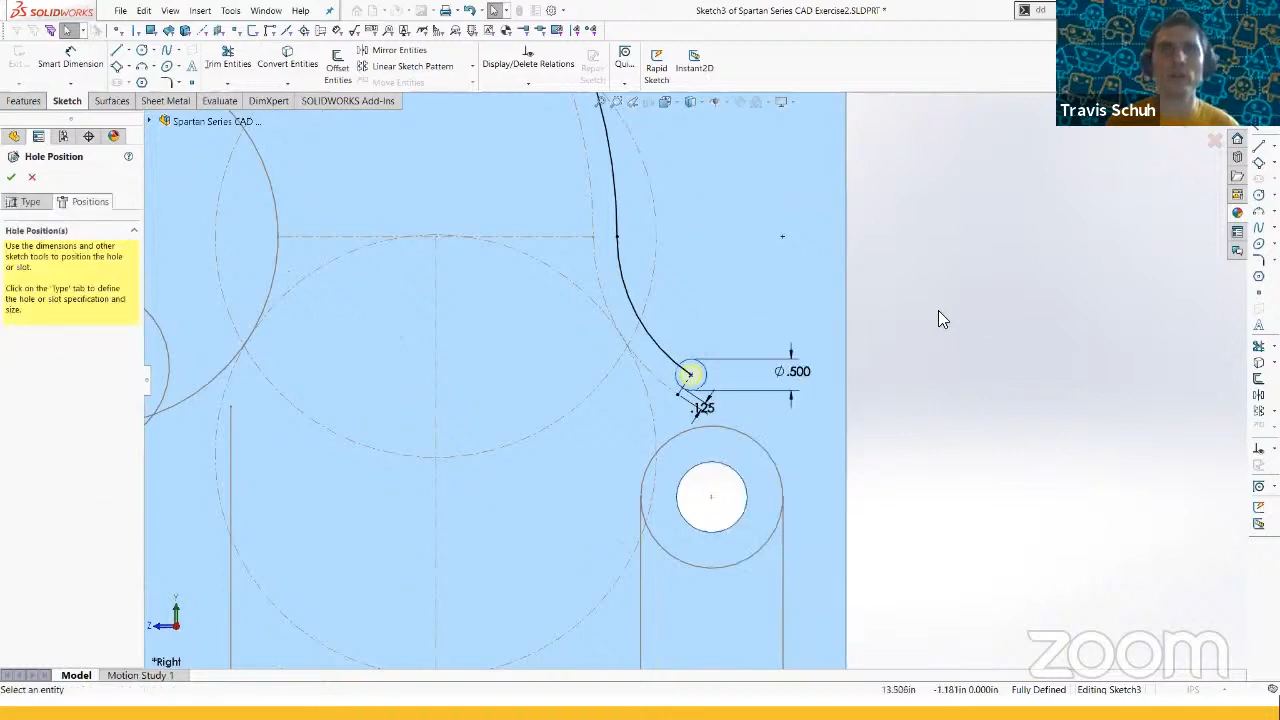 SOLIDWORKS
File Edit View Insert Tools Window Help
Sketch of Spartan Series CAD Exercise2.SLDPRT *
dd
Travis Schuh
Exit... Smart Dimension
Trim Entities Convert Entities Offset Entities
Mirror Entities
Linear Sketch Pattern
Move Entities
Display/Delete Relations Repair Sketch Qui... Rapid Sketch Instant2D
Features Sketch Surfaces Sheet Metal Evaluate DimXpert SOLIDWORKS Add-Ins
Spartan Series CAD ...
Hole Position
Type Positions
Hole Position(s)
Use the dimensions and other
sketch tools to position the hole
or slot.
Click on the 'Type' tab to define
the hole or slot specification and
size.
Ø.500
.125
Y
Z
*Right
zoom
Model Motion Study 1
Select an entity
13.506in -1.181in 0.000in Fully Defined Editing Sketch3 IPS